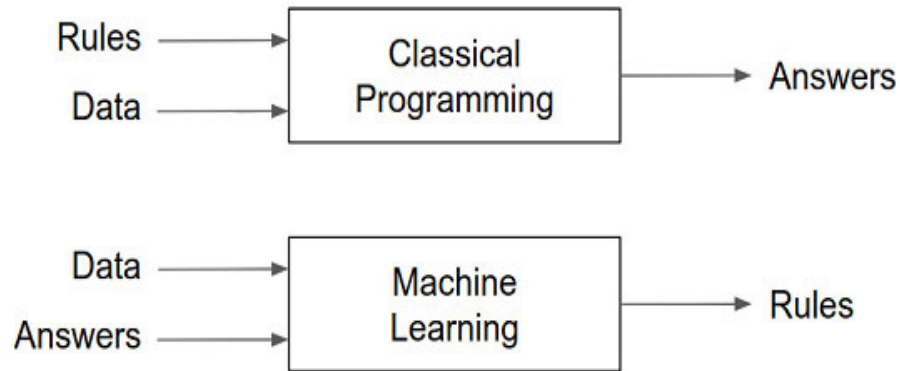 Rules
Data
Classical
Programming
Answers
Data
Answers
Machine
Learning
Rules